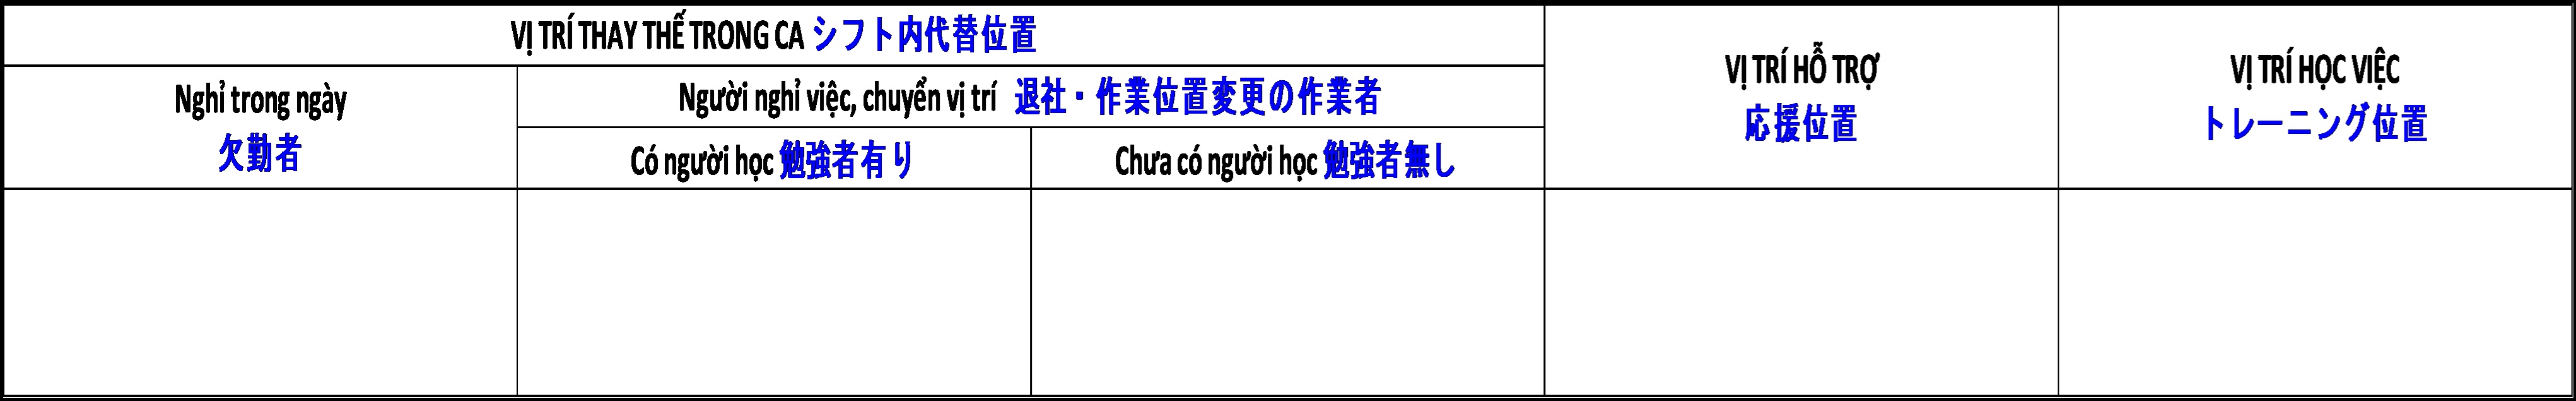 VỊ TRÍ THAY THẾ TRONG CA シフト内代替位置
Nghỉ trong ngày
欠勤者
Người nghỉ việc, chuyển vị trí 退社・作業位置変更の作業者
Có người học 勉強者有り
Chưa có người học 勉強者無し
VỊ TRÍ HỖ TRỢ
応援位置
VỊ TRÍ HỌC VIỆC
トレーニング位置